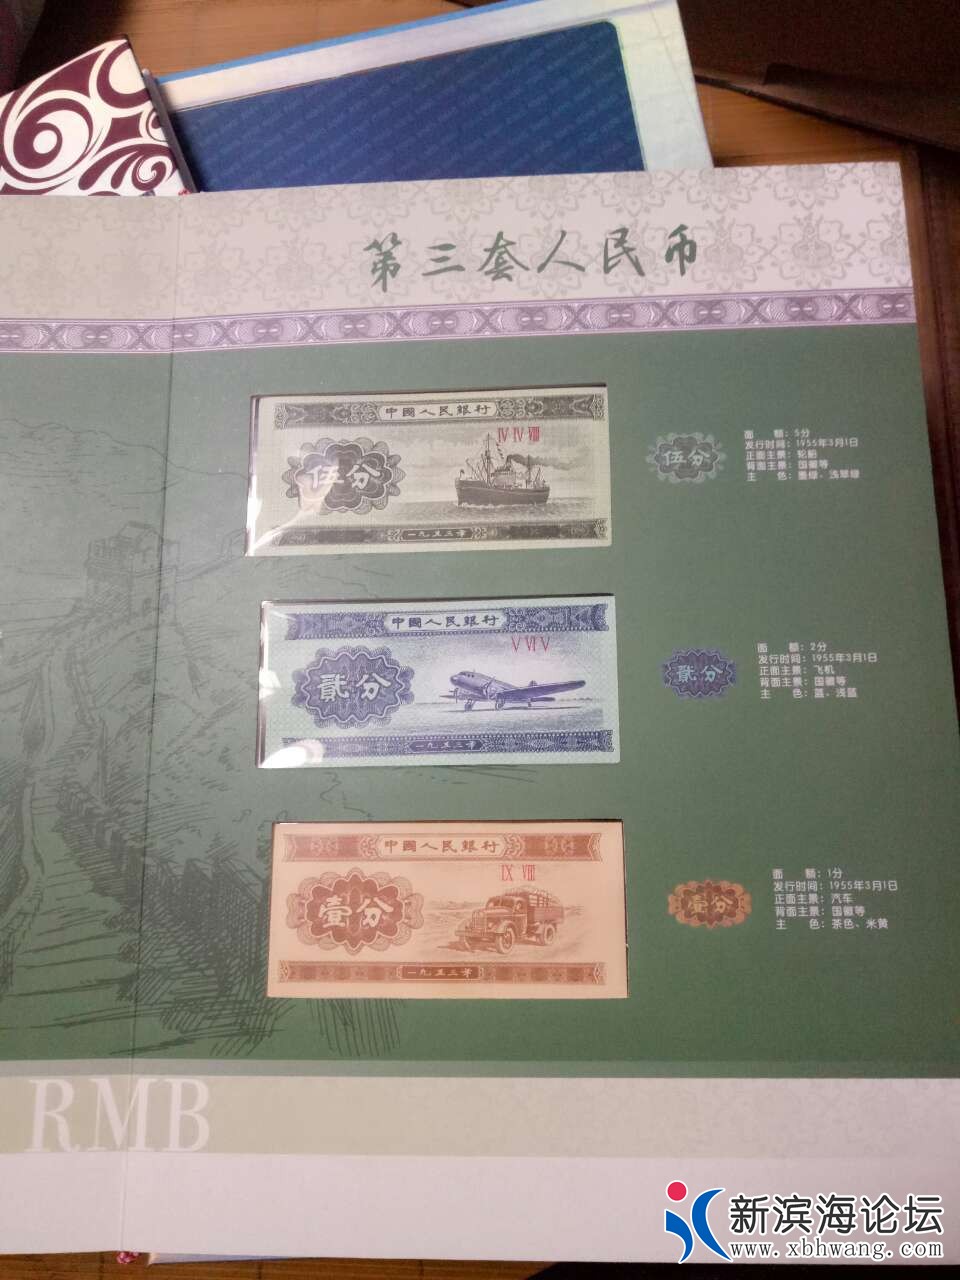 第三套人民币
中國人民銀行
IV IV VIII
伍分
一九五三年
伍分
面 额：5分
发行时间：1955年3月1日
正面主景：轮船
背面主景：国徽等
主 色：墨绿、浅翠绿
中國人民銀行
V VI V
貳分
一九五三年
貳分
面 额：2分
发行时间：1955年3月1日
正面主景：飞机
背面主景：国徽等
主 色：蓝、浅蓝
中國人民銀行
IX VIII
壹分
一九五三年
壹分
面 额：1分
发行时间：1955年3月1日
正面主景：汽车
背面主景：国徽等
主 色：茶色、米黄
RMB
新滨海论坛
www.xbhwang.com